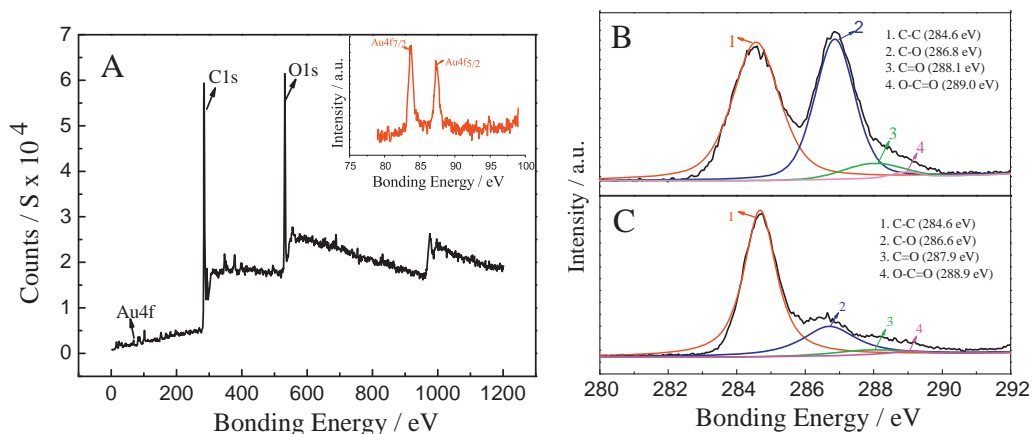 A
Counts / S x 10⁴
7
6
5
4
3
2
1
0
C1s
O1s
Au4f
0 200 400 600 800 1000 1200
Bonding Energy / eV
Intensity / a.u.
Au4f7/2
Au4f5/2
75 80 85 90 95 100
Bonding Energy / eV
B
1
2
3
4
1. C-C (284.6 eV)
2. C-O (286.8 eV)
3. C=O (288.1 eV)
4. O-C=O (289.0 eV)
Intensity / a.u.
C
1
2
3
4
1. C-C (284.6 eV)
2. C-O (286.6 eV)
3. C=O (287.9 eV)
4. O-C=O (288.9 eV)
280 282 284 286 288 290 292
Bonding Energy / eV